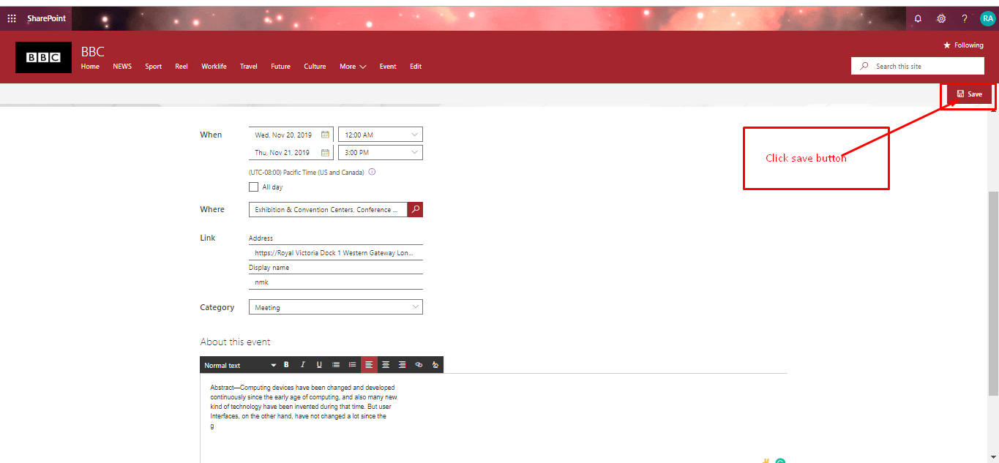 SharePoint
? RA
BBC
BBC
Following
Home NEWS Sport Reel Worklife Travel Future Culture More Event Edit
Search this site
Save
When Wed, Nov 20, 2019 12:00 AM
Thu, Nov 21, 2019 3:00 PM
Click save button
(UTC-08:00) Pacific Time (US and Canada)
All day
Where Exhibition & Convention Centers, Conference ...
Link Address
https://Royal Victoria Dock 1 Western Gateway Lon...
Display name
nmk
Category Meeting
About this event
Normal text B I U
Abstract—Computing devices have been changed and developed
continuously since the early age of computing, and also many new
kind of technology have been invented during that time. But user
Interfaces, on the other hand, have not changed a lot since the
g